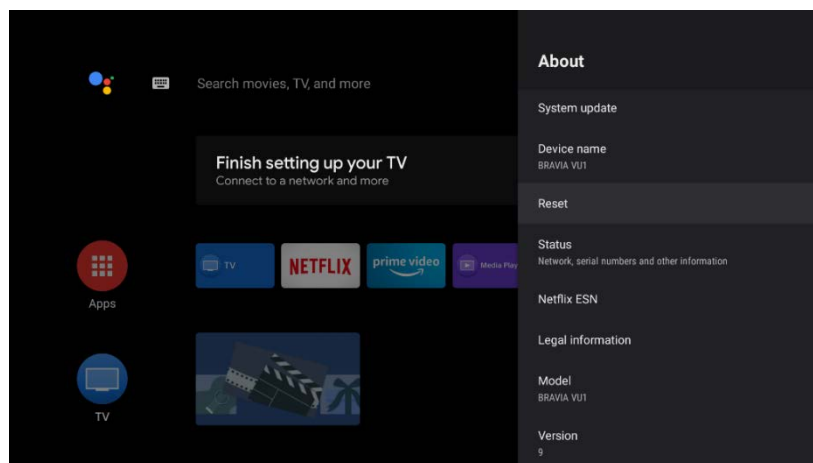 Search movies, TV, and more
Finish setting up your TV
Connect to a network and more
TV
NETFLIX
prime video
Media Play
Apps
TV
About
System update
Device name
BRAVIA VU1
Reset
Status
Network, serial numbers and other information
Netflix ESN
Legal information
Model
BRAVIA VU1
Version
9